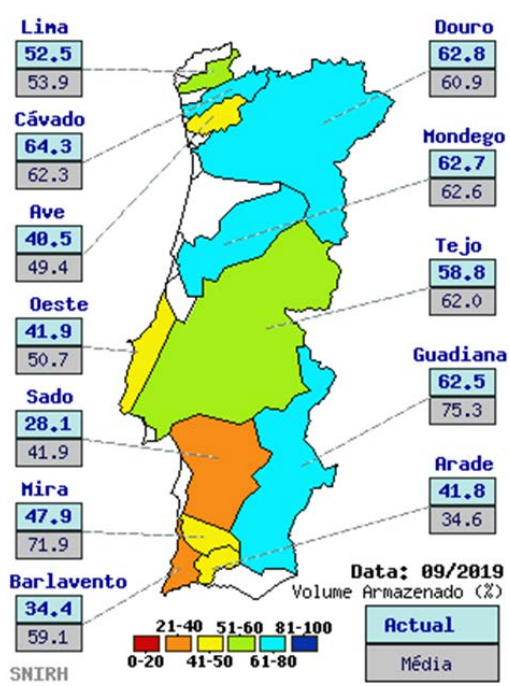 Lima
52.5
53.9
Cávado
64.3
62.3
Ave
40.5
49.4
Oeste
41.9
50.7
Sado
28.1
41.9
Mira
47.9
71.9
Barlavento
34.4
59.1
Douro
62.8
60.9
Mondego
62.7
62.6
Tejo
58.8
62.0
Guadiana
62.5
75.3
Arade
41.8
34.6
Data: 09/2019
Volume Armazenado (%)
Actual
Média
21-40 51-60 81-100
0-20 41-50 61-80
SNIRH